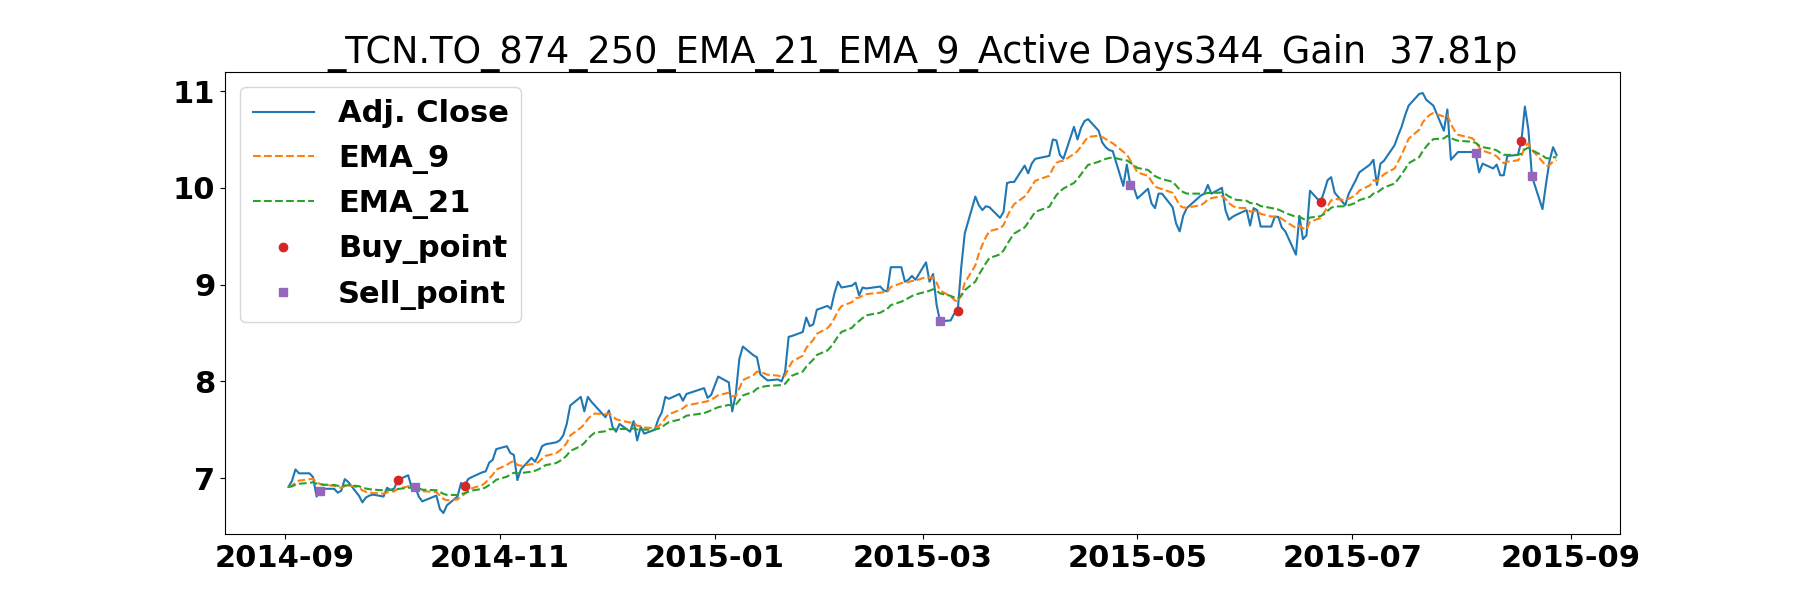 _TCN.TO_874_250_EMA_21_EMA_9_Active Days344_Gain  37.81p
11
10
9
8
7
Adj. Close
EMA_9
EMA_21
Buy_point
Sell_point
2014-09 2014-11 2015-01 2015-03 2015-05 2015-07 2015-09